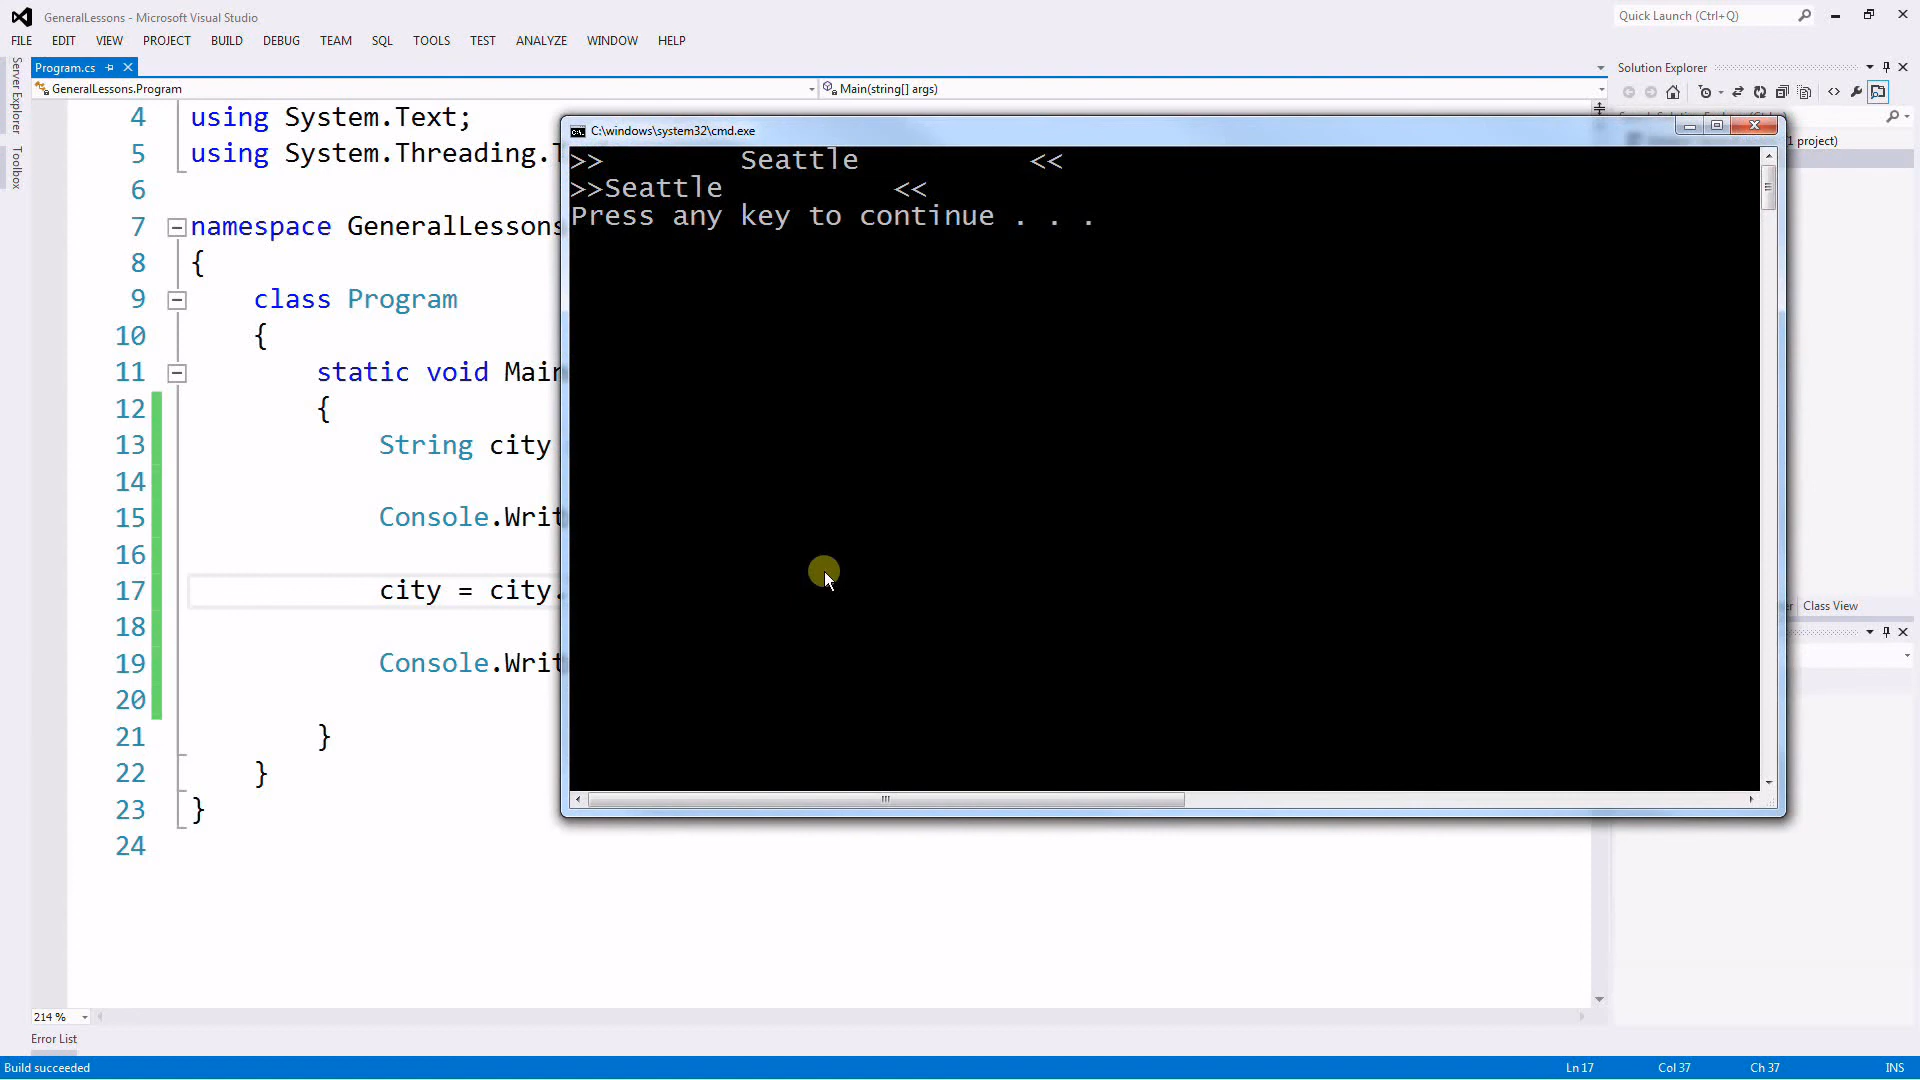 GeneralLessons - Microsoft Visual Studio
Quick Launch (Ctrl+Q)
FILE EDIT VIEW PROJECT BUILD DEBUG TEAM SQL TOOLS TEST ANALYZE WINDOW HELP
Server Explorer
Toolbox
Program.cs
GeneralLessons.Program
Main(string[] args)
Solution Explorer
1 project)
4 using System.Text;
5 using System.Threading.
6
7 namespace GeneralLessons
8 {
9 class Program
10 {
11 static void Main
12 {
13 String city
14
15 Console.Writ
16
17 city = city.
18
19 Console.Writ
20
21 }
22 }
23 }
24
C:\windows\system32\cmd.exe
>>        Seattle          <<
>>Seattle          <<
Press any key to continue . . .
Class View
214 %
Error List
Build succeeded
Ln 17 Col 37 Ch 37 INS